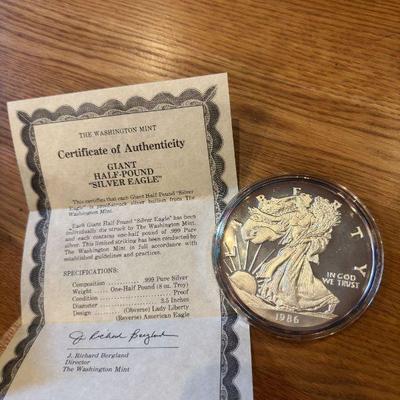 THE WASHINGTON MINT
Certificate of Authenticity
GIANT
HALF-POUND
"SILVER EAGLE"
This certifies that each Giant Half Pound "Silver
Eagle" is proof-struck silver bullion from The
Washington Mint.
Each Giant Half-Pound "Silver Eagle" has been
individually die struck by The Washington Mint,
and each contains one-half pound of .999 pure
silver. This limited striking has been conducted by
The Washington Mint in full accordance with
established guidelines and practices.
SPECIFICATIONS:
Composition .999 Pure Silver
Weight One-Half Pound (8 oz. Troy)
Condition Proof
Diameter 3.5 Inches
Design (Obverse) Lady Liberty
(Reverse) American Eagle
J. Richard Bergland
J. Richard Bergland
Director
The Washington Mint
LIBERTY
IN GOD
WE TRUST
1986